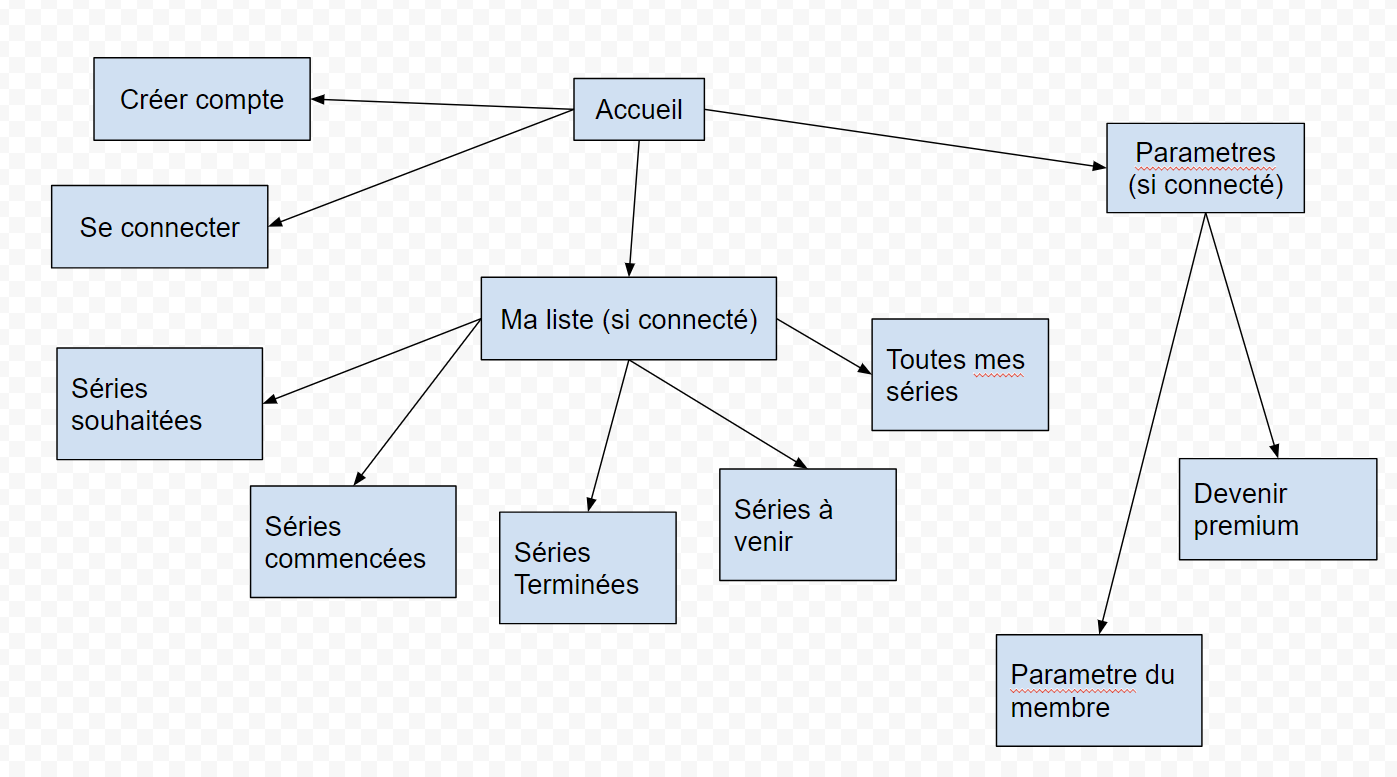 Créer compte
Accueil
Parametres
(si connecté)
Se connecter
Ma liste (si connecté)
Toutes mes
séries
Séries
souhaitées
Séries
commencées
Séries
Terminées
Séries à
venir
Devenir
premium
Parametre du
membre